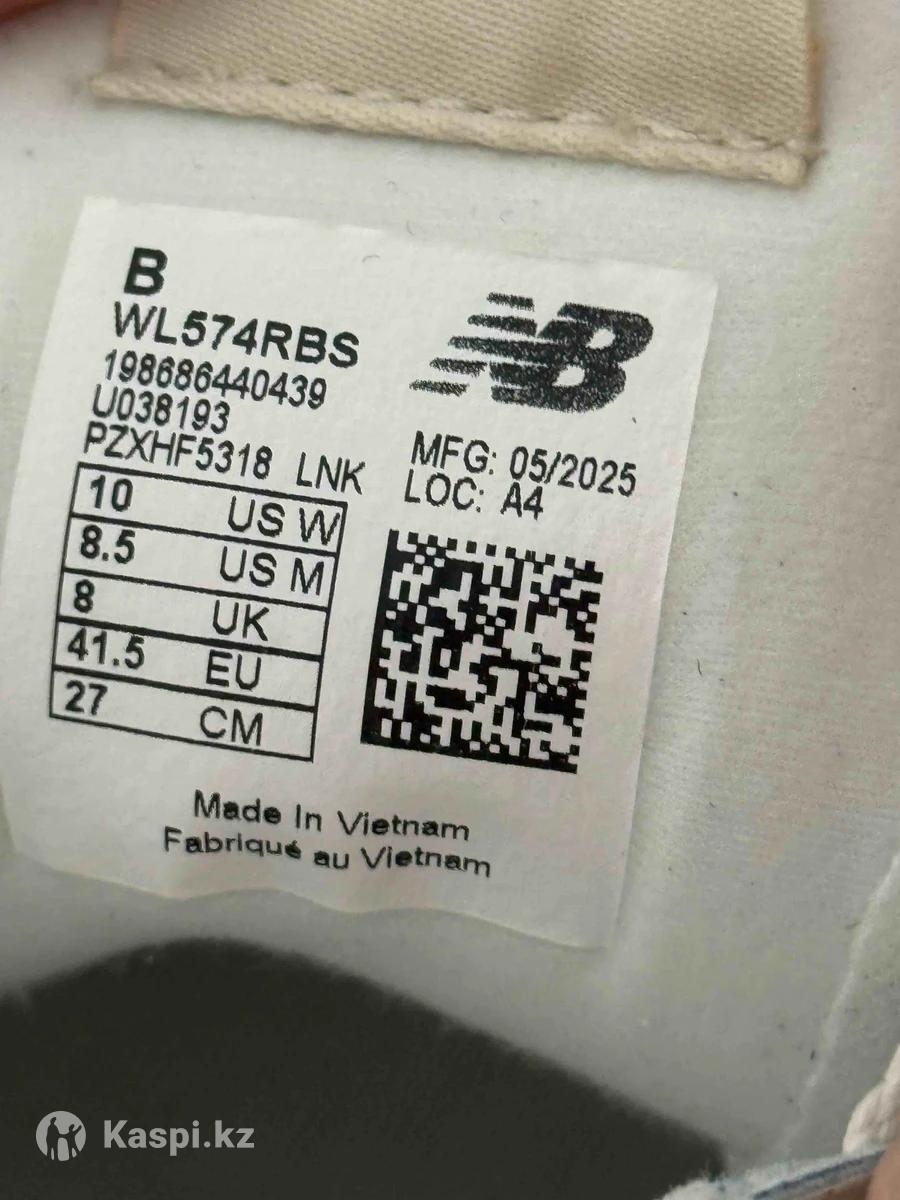 B
WL574RBS
198686440439
U038193
PZXHF5318 LNK
NB
MFG: 05/2025
LOC: A4
10 US W
8.5 US M
8 UK
41.5 EU
27 CM
Made In Vietnam
Fabriqué au Vietnam
Kaspi.kz